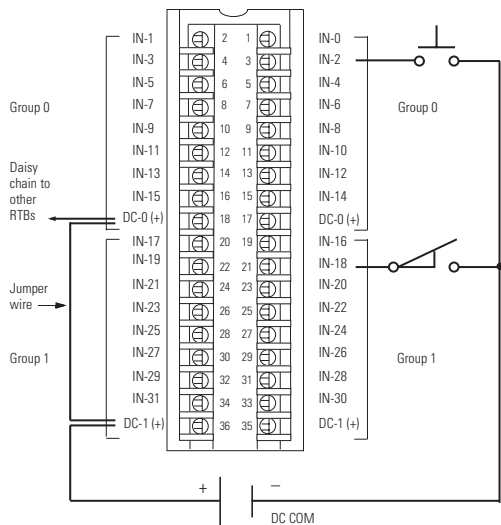 IN-1 2 1 IN-0
IN-3 4 3 IN-2
IN-5 6 5 IN-4
Group 0 IN-7 8 7 IN-6 Group 0
IN-9 10 9 IN-8
IN-11 12 11 IN-10
IN-13 14 13 IN-12
IN-15 16 15 IN-14
Daisy
chain to
other
RTBs
DC-0 (+) 18 17 DC-0 (+)
IN-17 20 19 IN-16
IN-19 22 21 IN-18
IN-21 24 23 IN-20
Jumper
wire
IN-23 26 25 IN-22
IN-25 28 27 IN-24
Group 1 IN-27 30 29 IN-26 Group 1
IN-29 32 31 IN-28
IN-31 34 33 IN-30
DC-1 (+) 36 35 DC-1 (+)
+ –
DC COM